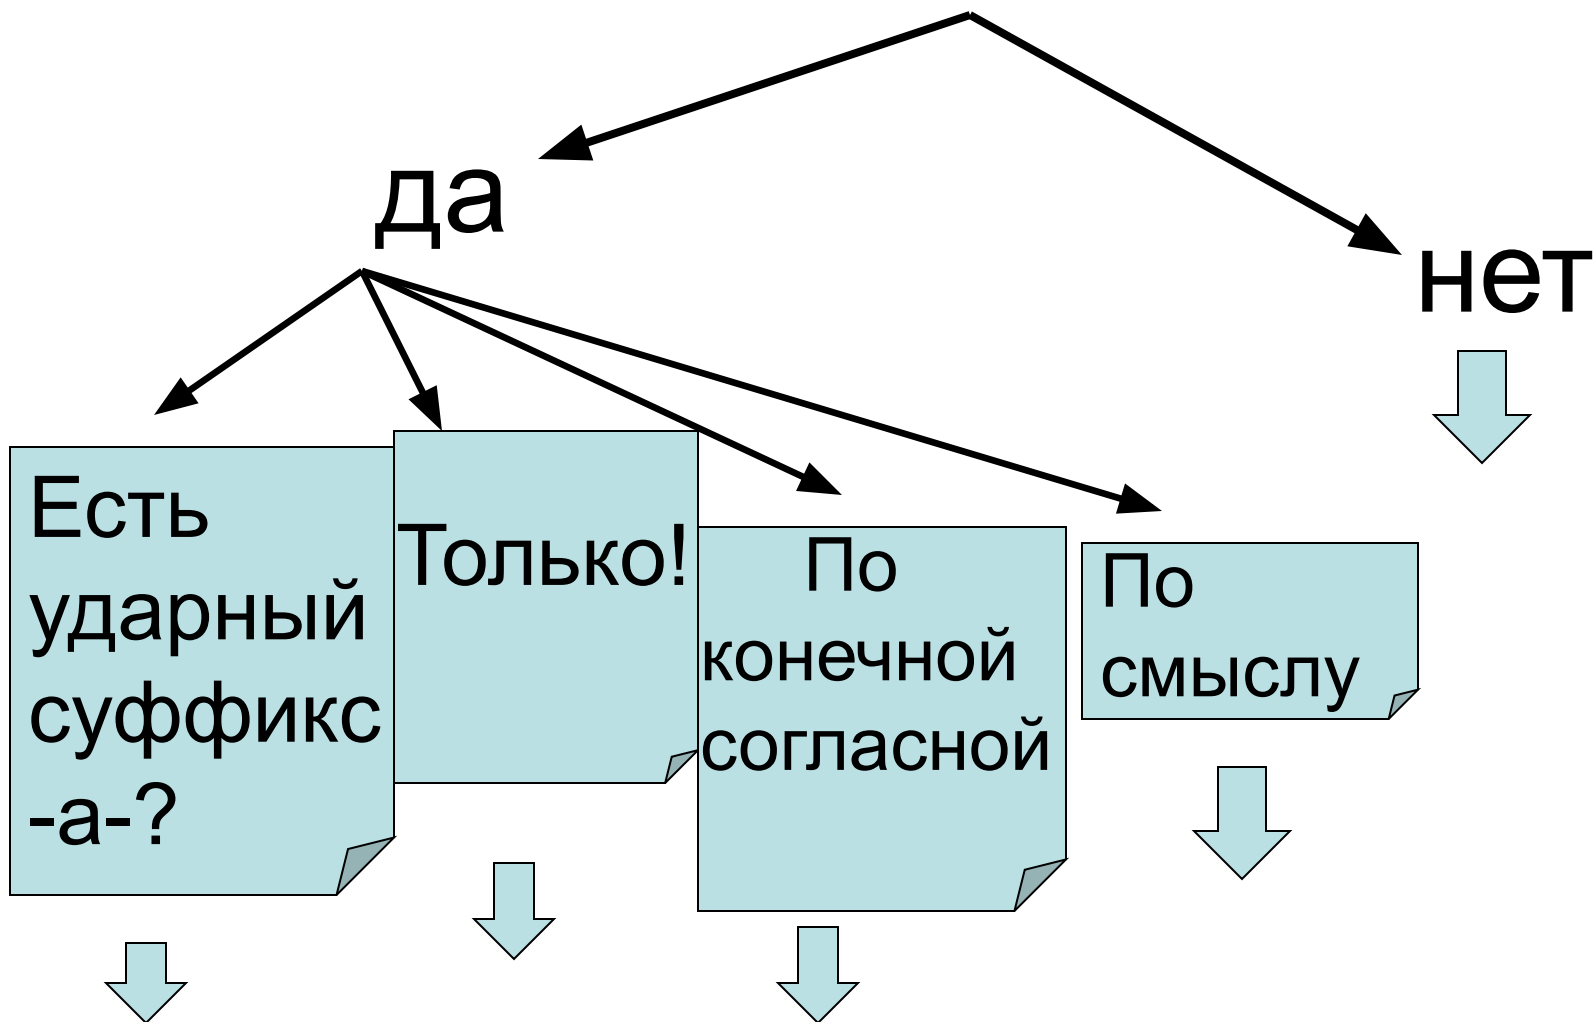 да
нет
Есть
ударный
суффикс
-а-?
Только!
По
конечной
согласной
По
смыслу